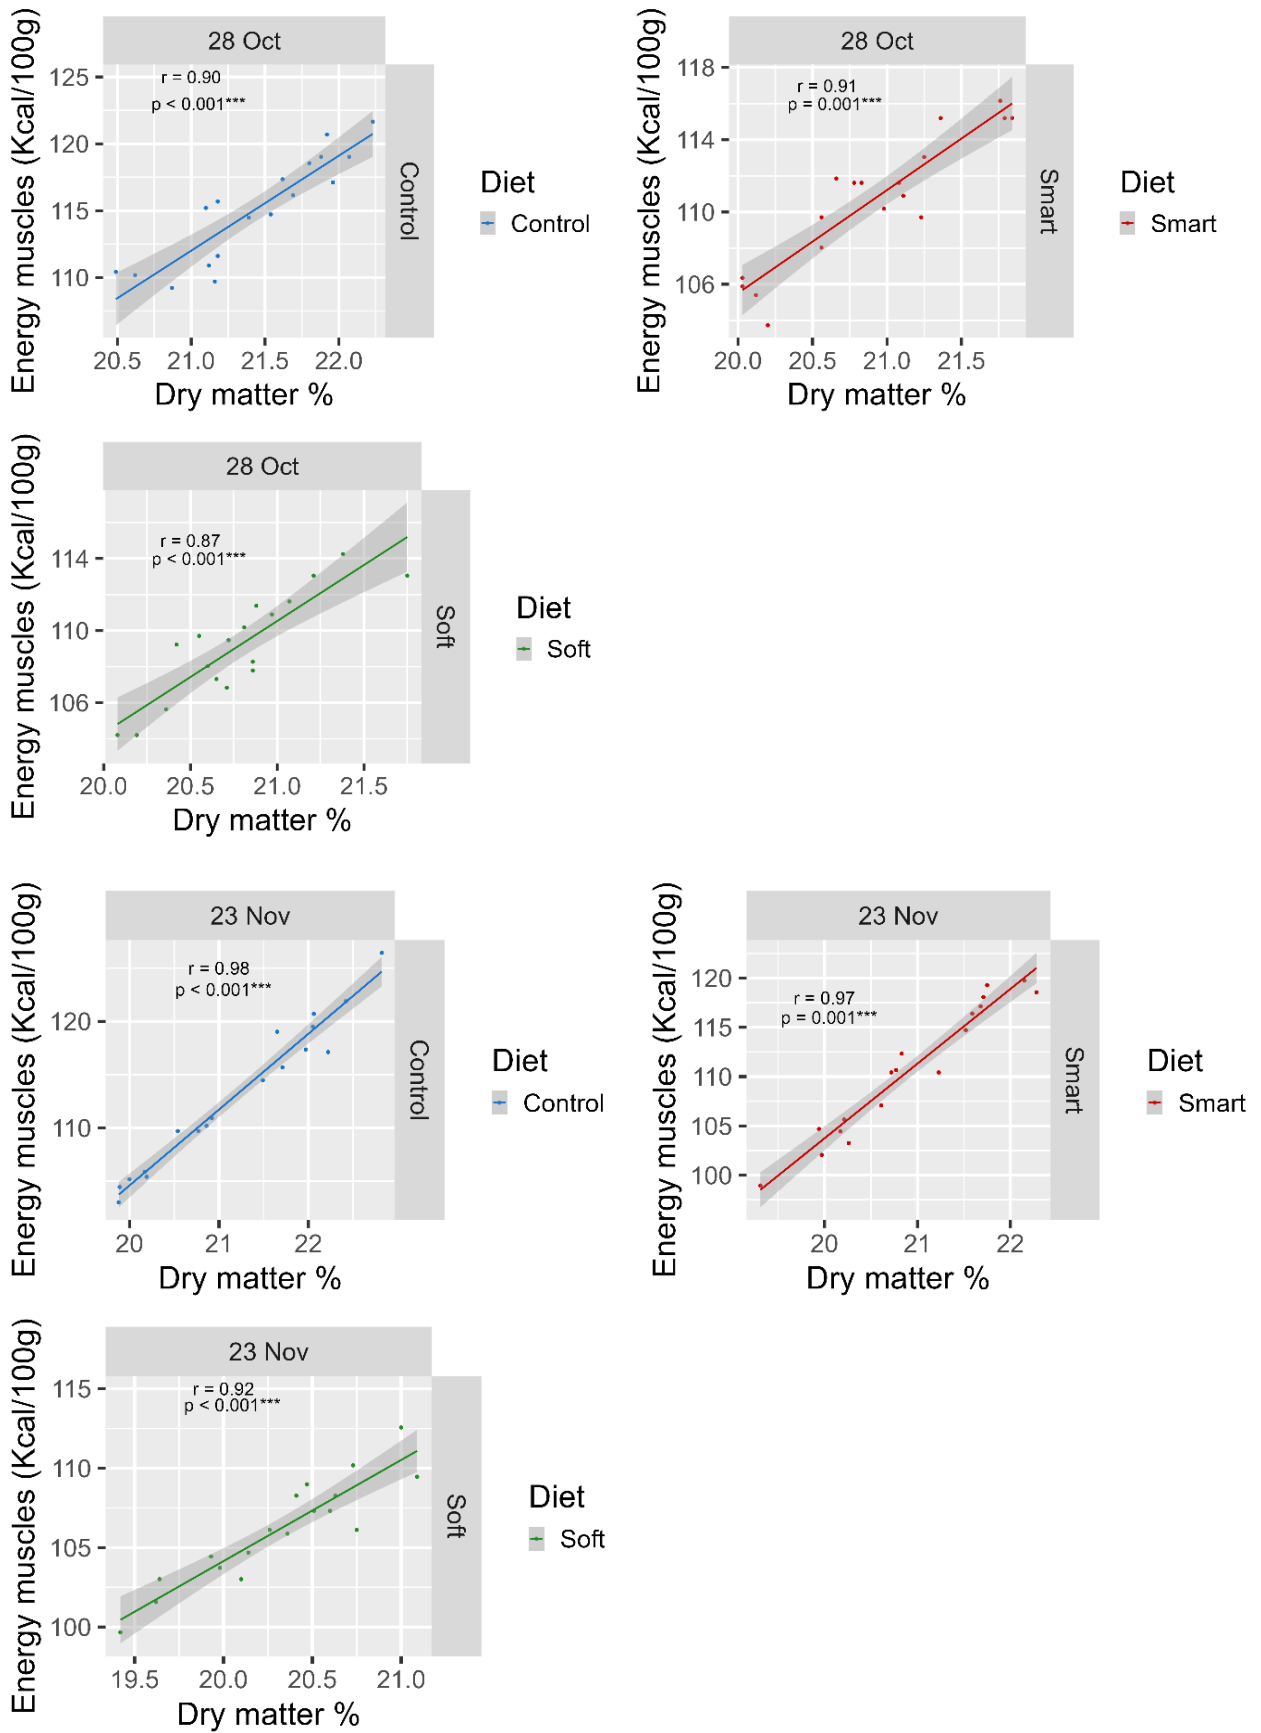 28 Oct
r = 0.90
p < 0.001***
125
120
115
110
Energy muscles (Kcal/100g)
20.5 21.0 21.5 22.0
Dry matter %
Control
Diet
Control
28 Oct
r = 0.91
p = 0.001***
118
114
110
106
Energy muscles (Kcal/100g)
20.0 20.5 21.0 21.5
Dry matter %
Smart
Diet
Smart
28 Oct
r = 0.87
p < 0.001***
114
110
106
Energy muscles (Kcal/100g)
20.0 20.5 21.0 21.5
Dry matter %
Soft
Diet
Soft
23 Nov
r = 0.98
p < 0.001***
120
110
Energy muscles (Kcal/100g)
20 21 22
Dry matter %
Control
Diet
Control
23 Nov
r = 0.97
p = 0.001***
120
115
110
105
100
Energy muscles (Kcal/100g)
20 21 22
Dry matter %
Smart
Diet
Smart
23 Nov
r = 0.92
p < 0.001***
115
110
105
100
Energy muscles (Kcal/100g)
19.5 20.0 20.5 21.0
Dry matter %
Soft
Diet
Soft